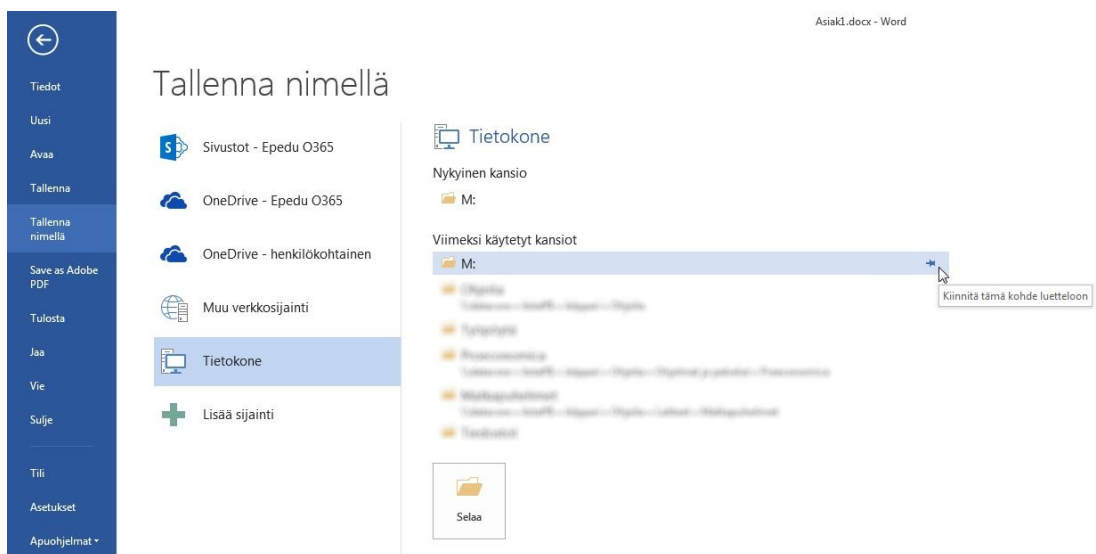 Asiak1.docx - Word
Tiedot
Uusi
Avaa
Tallenna
Tallenna
nimellä
Save as Adobe
PDF
Tulosta
Jaa
Vie
Sulje
Tili
Asetukset
Apuohjelmat
Tallenna nimellä
Sivustot - Epedu O365
OneDrive - Epedu O365
OneDrive - henkilökohtainen
Muu verkkosijainti
Tietokone
Lisää sijainti
Tietokone
Nykyinen kansio
M:
Viimeksi käytetyt kansiot
M:
Kiinnitä tämä kohde luetteloon
Selaa